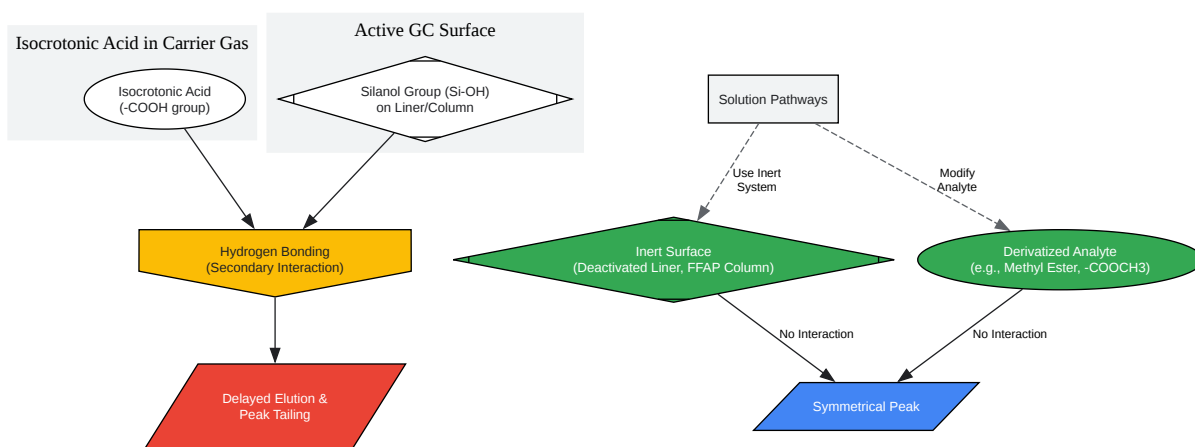 Isocrotonic Acid in Carrier Gas
Isocrotonic Acid
(-COOH group)
Active GC Surface
Silanol Group (Si-OH)
on Liner/Column
Hydrogen Bonding
(Secondary Interaction)
Delayed Elution &
Peak Tailing
Solution Pathways
Use Inert
System
Modify
Analyte
Inert Surface
(Deactivated Liner, FFAP Column)
Derivatized Analyte
(e.g., Methyl Ester, -COOCH3)
No Interaction
No Interaction
Symmetrical Peak